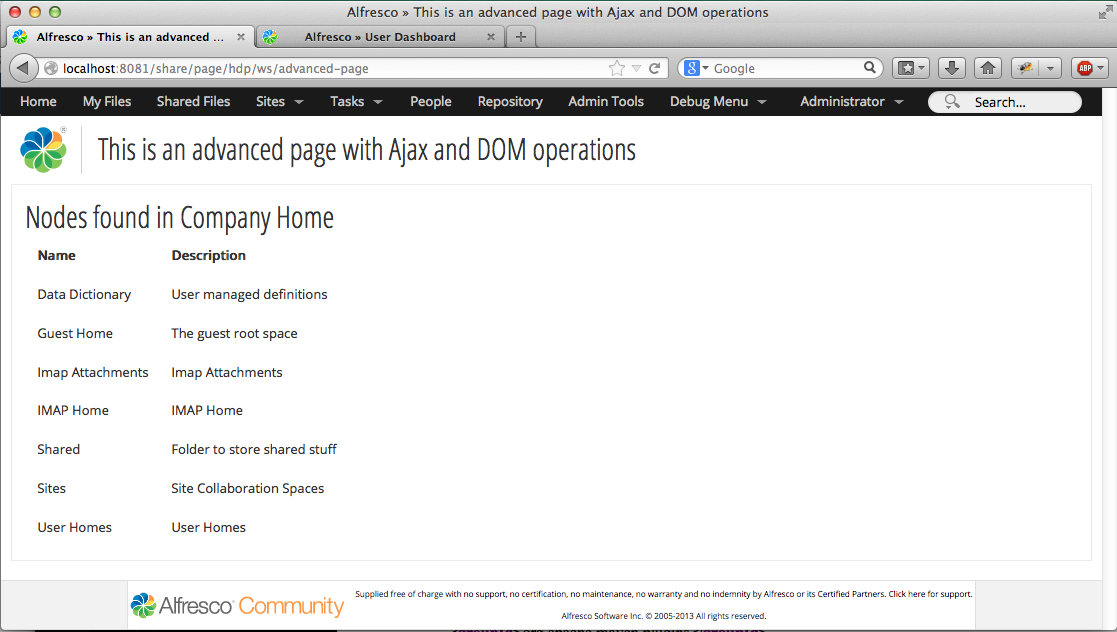 Alfresco » This is an advanced page with Ajax and DOM operations
Alfresco » This is an advanced ...
Alfresco » User Dashboard
localhost:8081/share/page/hdp/ws/advanced-page
8 Google
ABP
Home My Files Shared Files Sites Tasks People Repository Admin Tools Debug Menu Administrator Search...
This is an advanced page with Ajax and DOM operations
Nodes found in Company Home
Name Description
Data Dictionary User managed definitions
Guest Home The guest root space
Imap Attachments Imap Attachments
IMAP Home IMAP Home
Shared Folder to store shared stuff
Sites Site Collaboration Spaces
User Homes User Homes
Alfresco® Community
Supplied free of charge with no support, no certification, no maintenance, no warranty and no indemnity by Alfresco or its Certified Partners. Click here for support.
Alfresco Software Inc. © 2005-2013 All rights reserved.